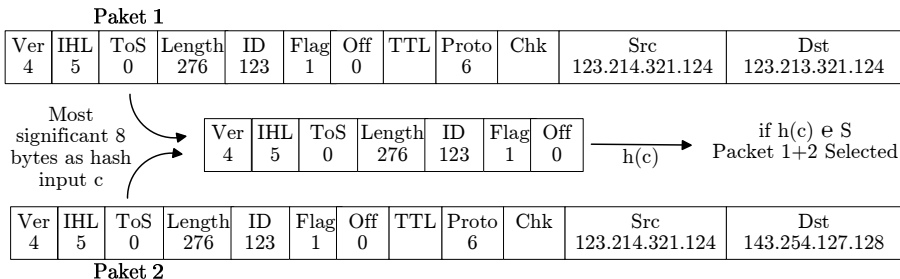 Paket 1
Ver IHL ToS Length ID Flag Off TTL Proto Chk Src Dst
4 5 0 276 123 1 0 6 123.214.321.124 123.213.321.124
Most
significant 8
bytes as hash
input c
Ver IHL ToS Length ID Flag Off
4 5 0 276 123 1 0
h(c)
if h(c) e S
Packet 1+2 Selected
Ver IHL ToS Length ID Flag Off TTL Proto Chk Src Dst
4 5 0 276 123 1 0 6 123.214.321.124 143.254.127.128
Paket 2